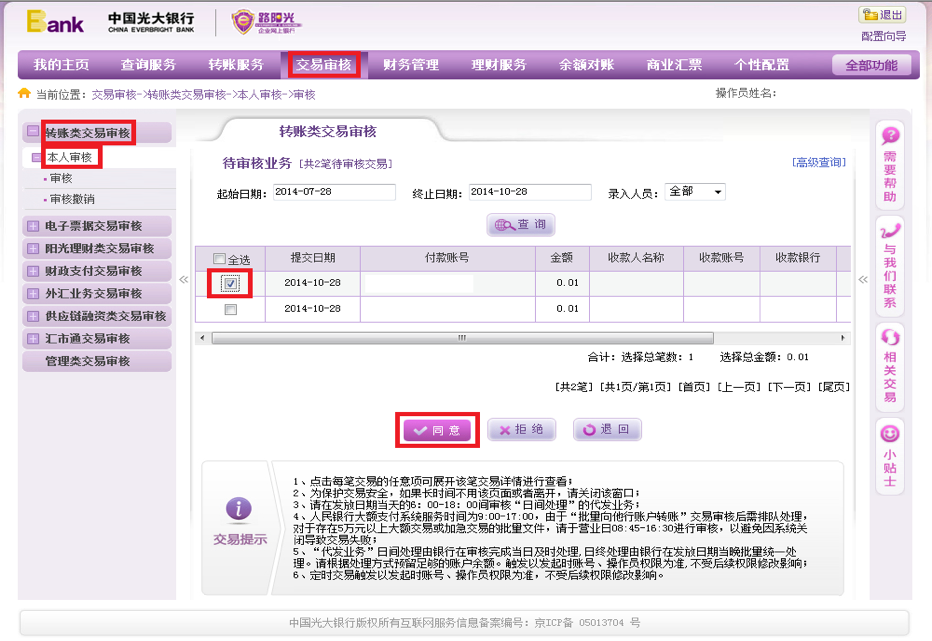 Bank 中国光大银行 CHINA EVERBRIGHT BANK 阳光 企业网上银行
退出
配置向导
我的主页 查询服务 转账服务 交易审核 财务管理 理财服务 余额对账 商业汇票 个性配置 全部功能
当前位置：交易审核->转账类交易审核->本人审核->审核 操作员姓名:
转账类交易审核
本人审核
审核
审核撤销
电子票据交易审核
阳光理财类交易审核
财政支付交易审核
外汇业务交易审核
供应链融资类交易审核
汇市通交易审核
管理类交易审核
转账类交易审核
待审核业务 [共2笔待审核交易] [高级查询]
起始日期: 2014-07-28 终止日期: 2014-10-28 录入人员: 全部
查 询
全选 提交日期 付款账号 金额 收款人名称 收款账号 收款银行
2014-10-28 0.01
2014-10-28 0.01
合计: 选择总笔数: 1 选择总金额: 0.01
[共2笔] [共1页/第1页] [首页] [上一页] [下一页] [尾页]
同 意 拒 绝 退 回
交易提示
1、点击每笔交易的任意项可展开该笔交易详情进行查看;
2、为保护交易安全，如果长时间不用该页面或者离开，请关闭该窗口;
3、请在发放日期当天的6: 00-18: 00间审核“日间处理”的代发业务;
4、人民银行大额支付系统服务时间为9:00-17:00，由于“批量向他行账户转账”交易审核后需排队处理，
对于存在5万元以上大额交易或加急交易的批量文件，请于营业日08:45-16:30进行审核，以避免因系统关
闭导致交易失败;
5、“代发业务”日间处理由银行在审核完成当日及时处理，日终处理由银行在发放日期当晚批量统一处
理。请根据处理方式预留足够的账户余额。触发以发起时账号、操作员权限为准，不受后续权限修改影响;
6、定时交易触发以发起时账号、操作员权限为准，不受后续权限修改影响。
需要帮助
与我们联系
相关交易
小贴士
中国光大银行版权所有互联网服务信息备案编号: 京ICP备 05013704 号